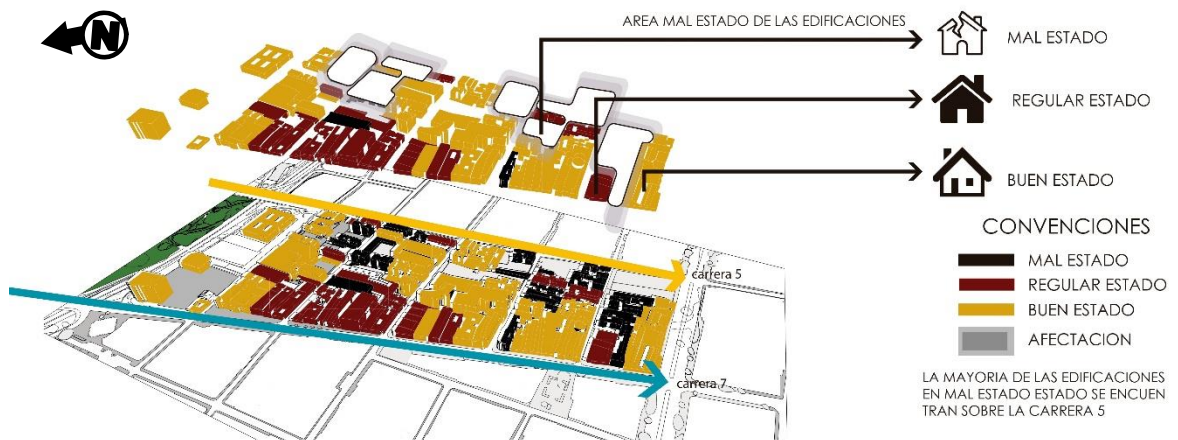 N
AREA MAL ESTADO DE LAS EDIFICACIONES
MAL ESTADO
REGULAR ESTADO
BUEN ESTADO
CONVENCIONES
MAL ESTADO
REGULAR ESTADO
BUEN ESTADO
AFECTACION
LA MAYORIA DE LAS EDIFICACIONES
EN MAL ESTADO ESTADO SE ENCUEN
TRAN SOBRE LA CARRERA 5
carrera 5
carrera 7